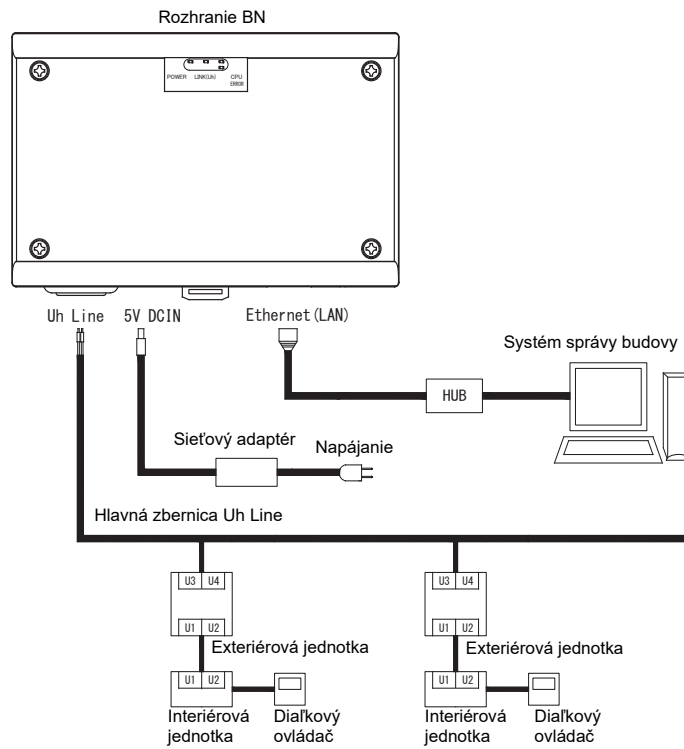 Rozhranie BN
POWER LINK(Uh) CPU
ERROR
Uh Line 5V DCIN Ethernet(LAN)
Systém správy budovy
HUB
Sieťový adaptér
Napájanie
Hlavná zbernica Uh Line
U3 U4 U3 U4
U1 U2 U1 U2
Exteriérová jednotka Exteriérová jednotka
U1 U2 U1 U2
Interiérová
jednotka
Diaľkový
ovládač
Interiérová
jednotka
Diaľkový
ovládač